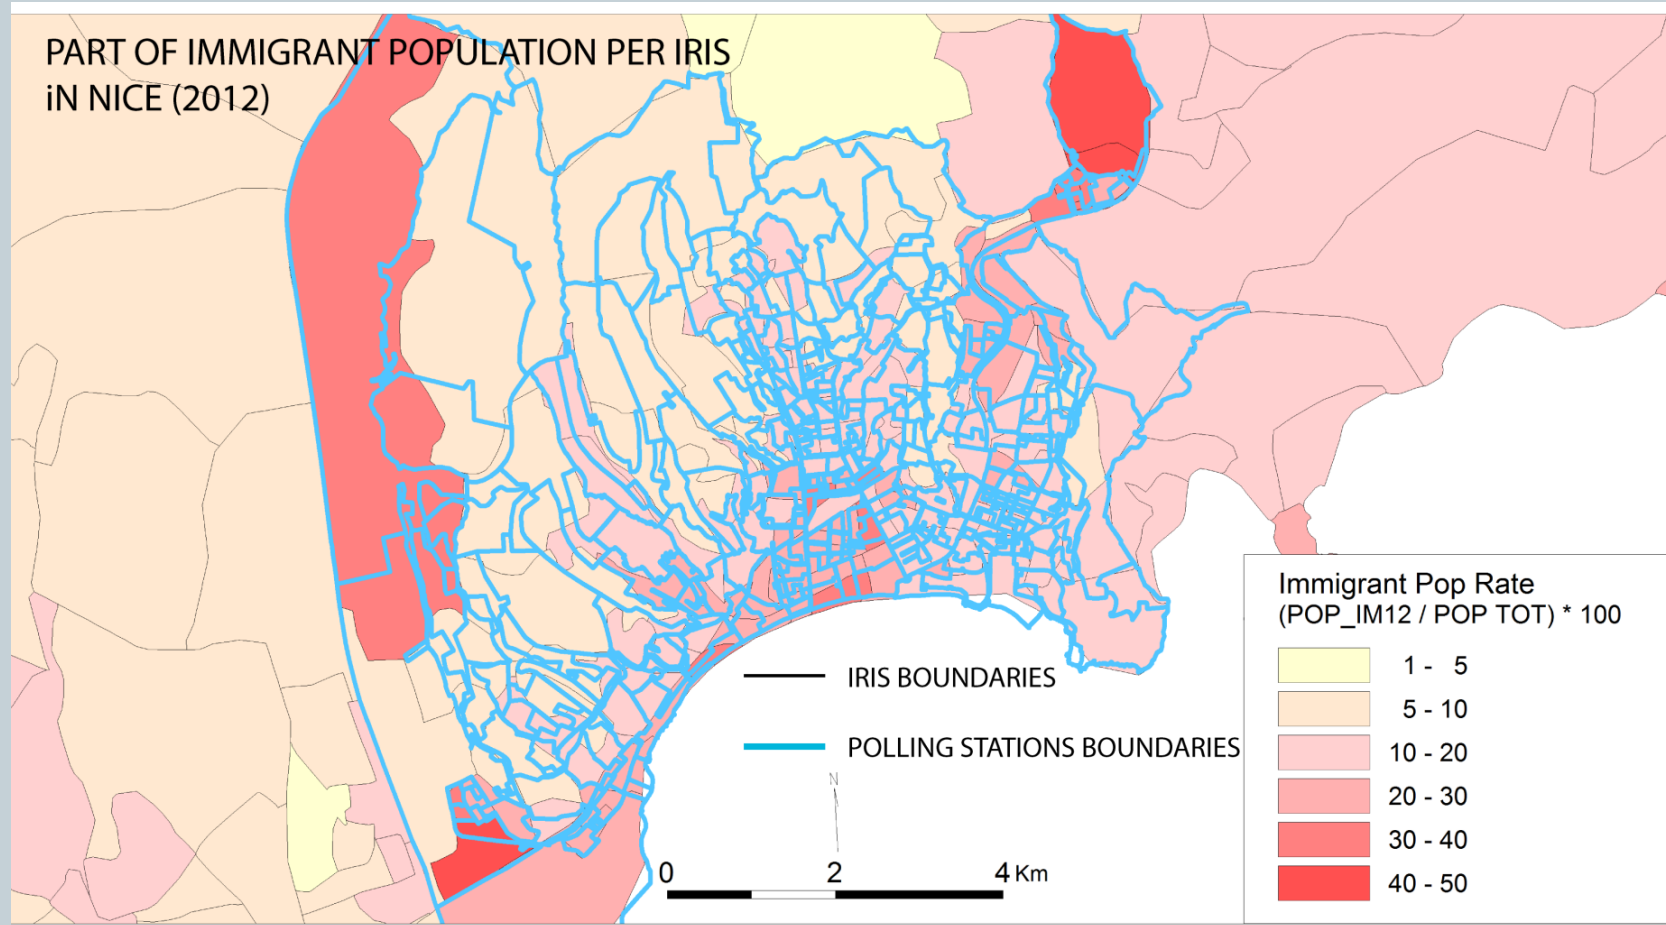 PART OF IMMIGRANT POPULATION PER IRIS
iN NICE (2012)
IRIS BOUNDARIES
POLLING STATIONS BOUNDARIES
N
0 2 4 Km
Immigrant Pop Rate
(POP_IM12 / POP TOT) * 100
1 - 5
5 - 10
10 - 20
20 - 30
30 - 40
40 - 50